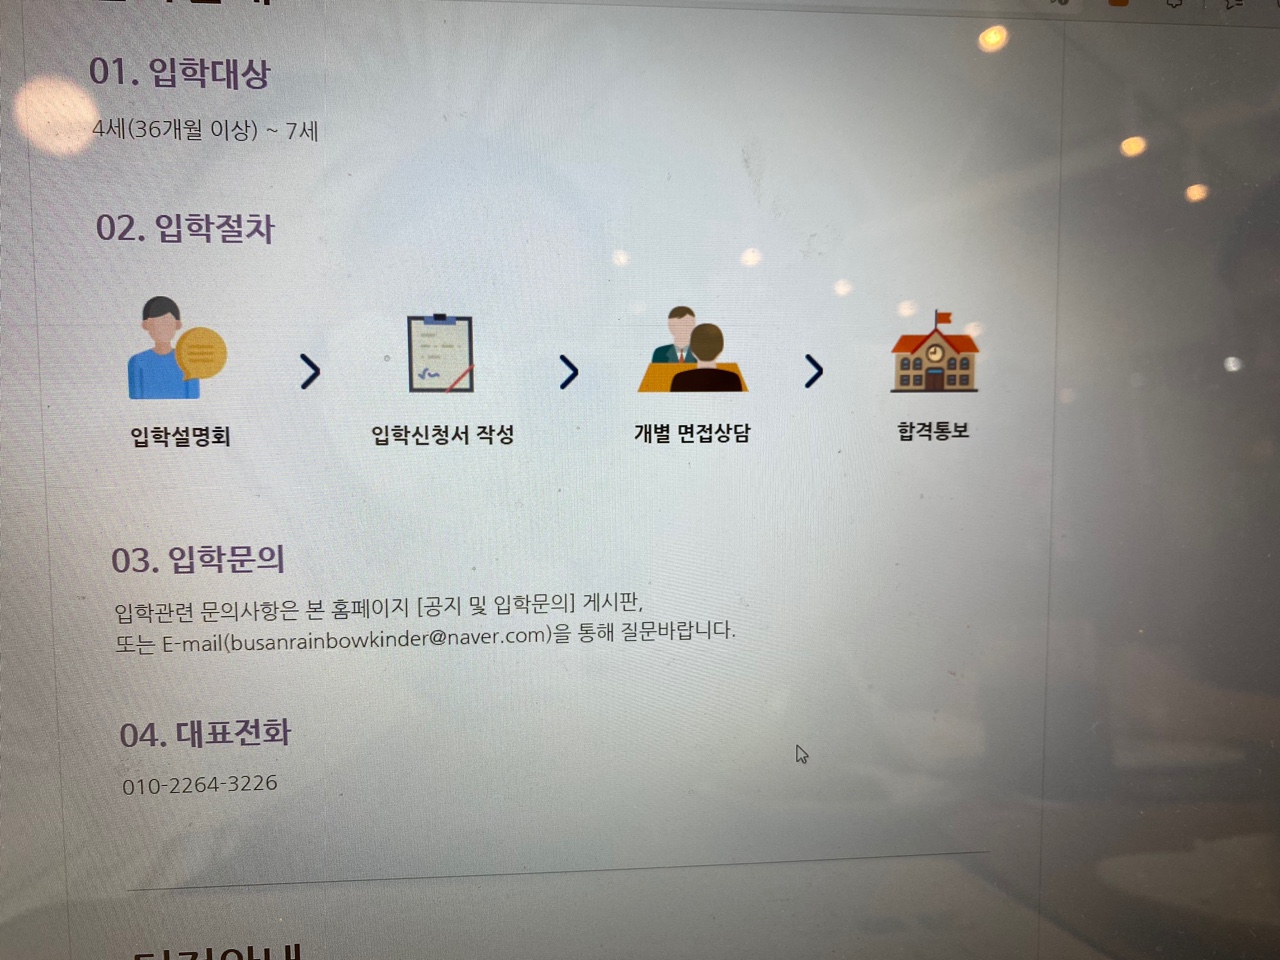 01. 입학대상
4세(36개월 이상) ~ 7세
02. 입학절차
입학설명회
입학신청서 작성
개별 면접상담
합격통보
03. 입학문의
입학관련 문의사항은 본 홈페이지 [공지 및 입학문의] 게시판,
또는 E-mail(busanrainbowkinder@naver.com)을 통해 질문바랍니다.
04. 대표전화
010-2264-3226